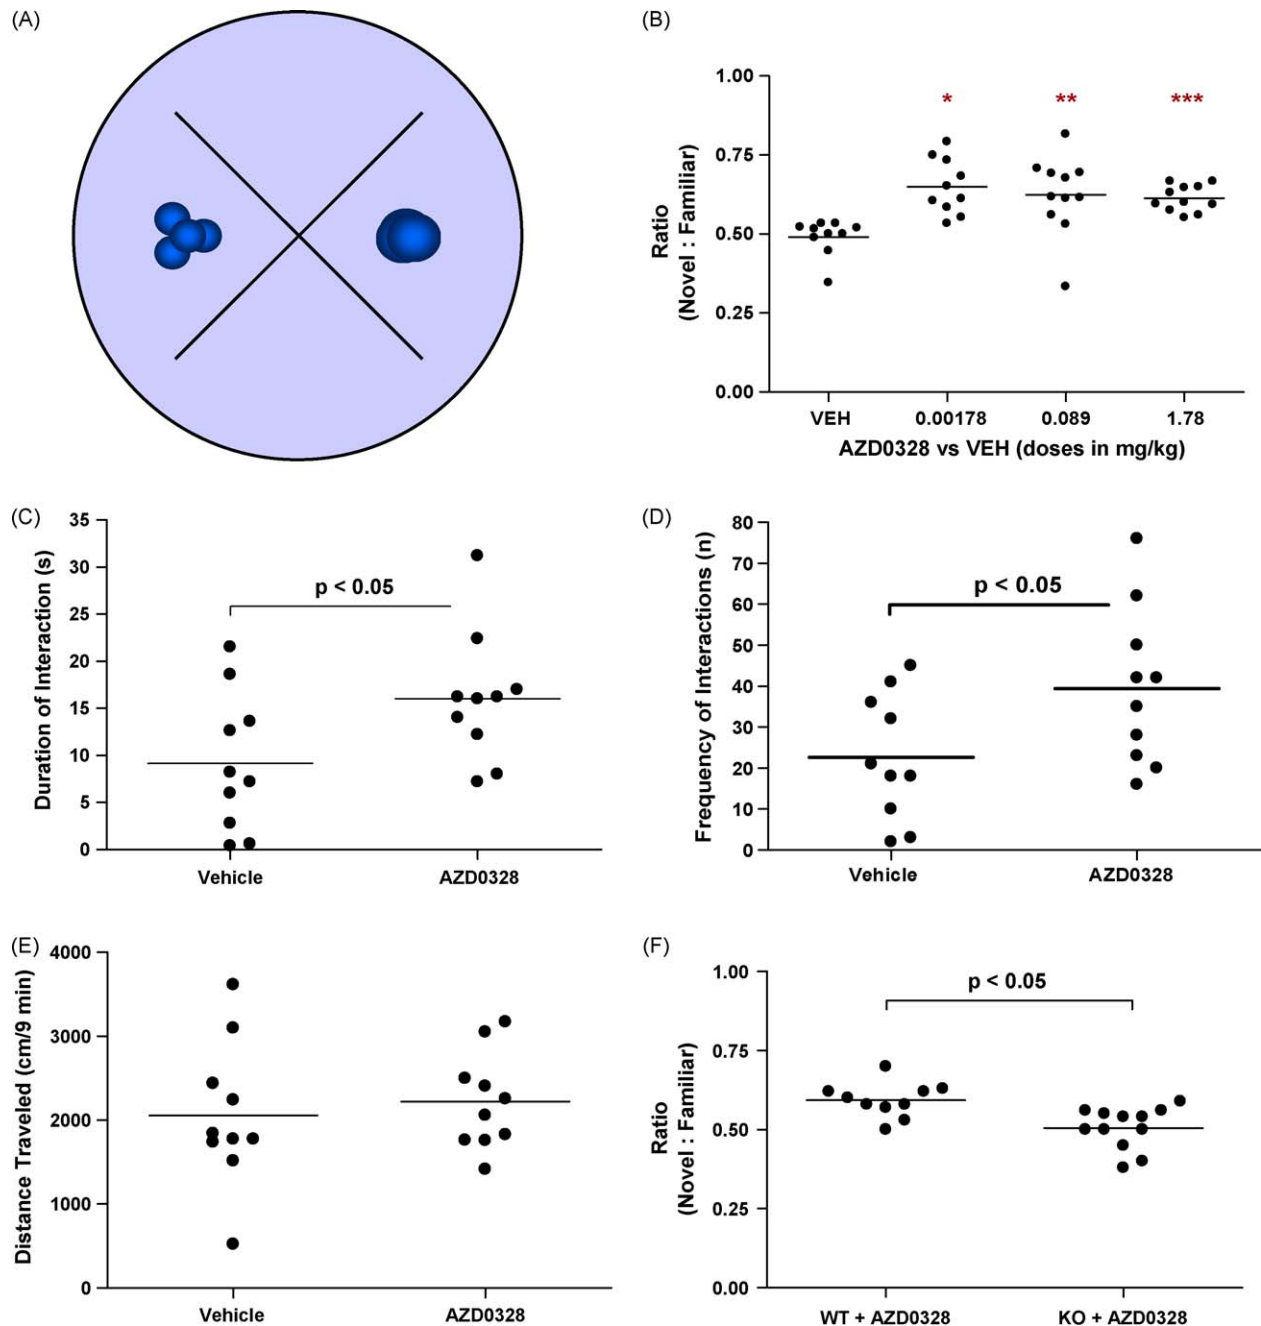 (A)
(B)
1.00
0.75
0.50
0.25
0.00
Ratio
(Novel : Familiar)
*
**
***
VEH
0.00178
0.089
1.78
AZD0328 vs VEH (doses in mg/kg)
(C)
35
30
25
20
15
10
5
0
Duration of Interaction (s)
p < 0.05
Vehicle
AZD0328
(D)
80
70
60
50
40
30
20
10
0
Frequency of Interactions (n)
p < 0.05
Vehicle
AZD0328
(E)
4000
3000
2000
1000
0
Distance Traveled (cm/9 min)
Vehicle
AZD0328
(F)
1.00
0.75
0.50
0.25
0.00
Ratio
(Novel : Familiar)
p < 0.05
WT + AZD0328
KO + AZD0328